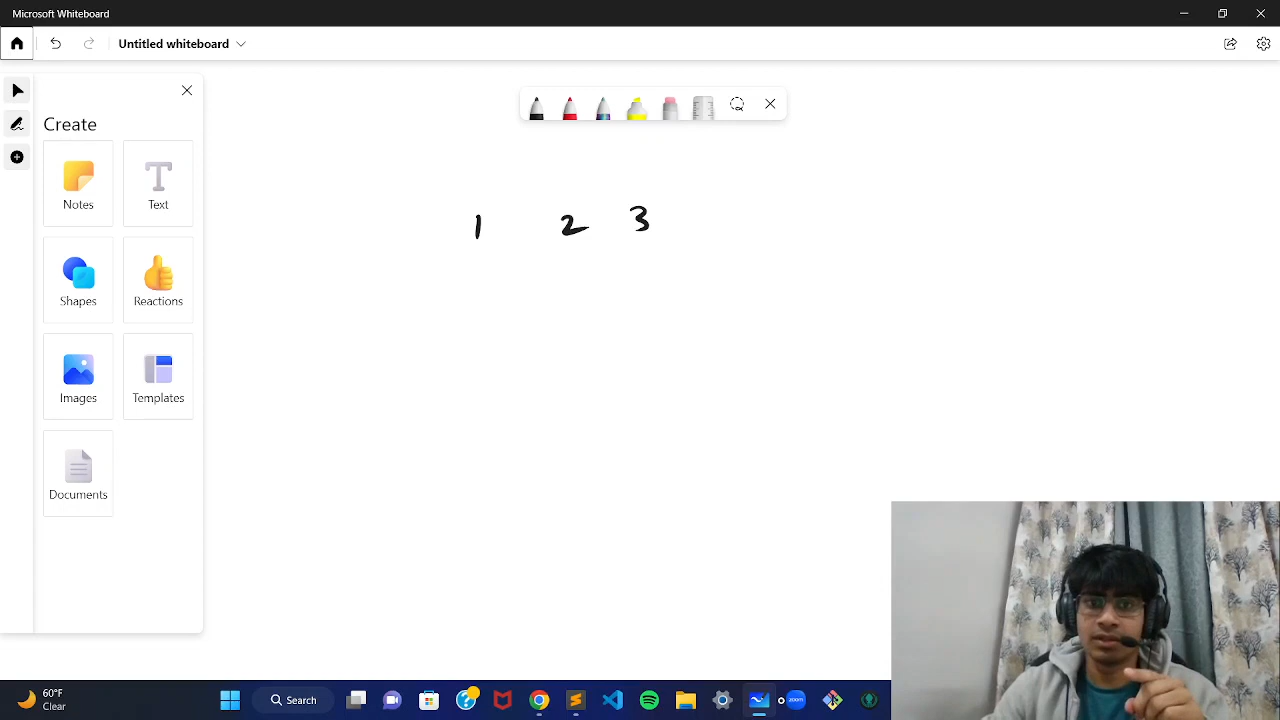 Microsoft Whiteboard
Untitled whiteboard
Create
Notes Text
1 2 3
Shapes Reactions
Images Templates
Documents
60°F
Clear
Search